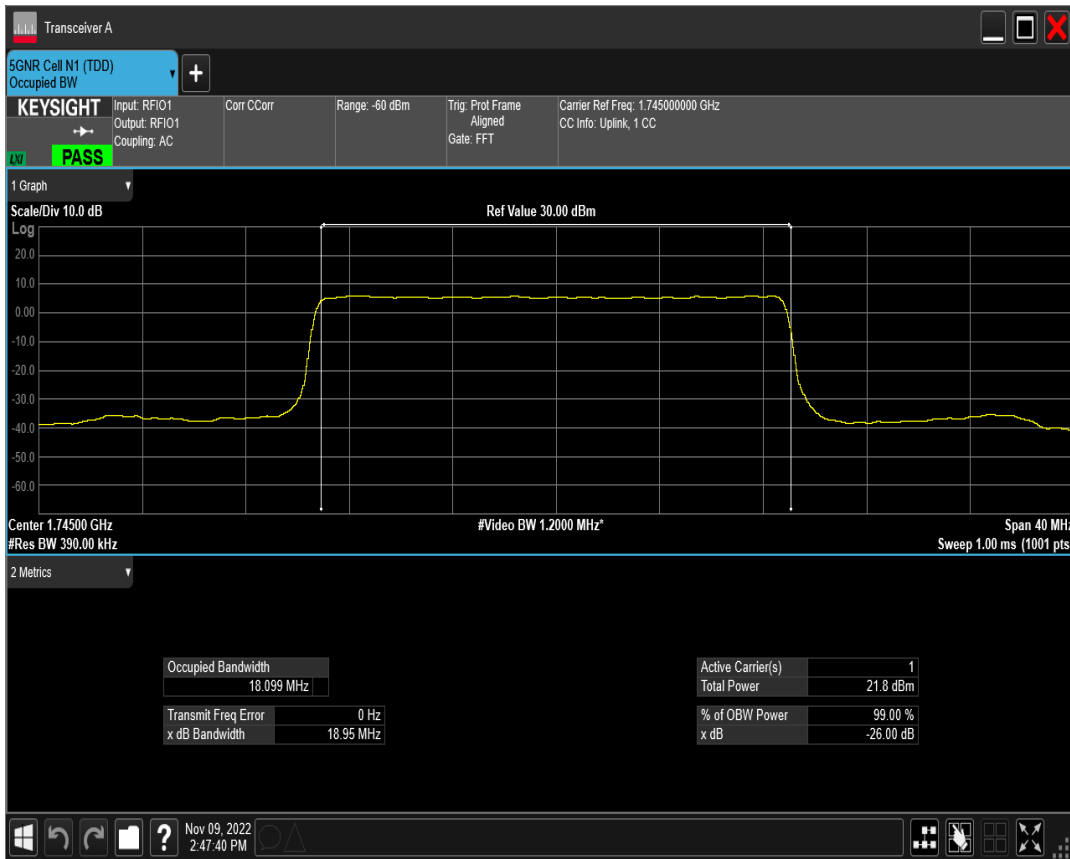 Transceiver A
5GNR Cell N1 (TDD)
Occupied BW
+
KEYSIGHT
LXI
PASS
Input: RFIO1
Output: RFIO1
Coupling: AC
Corr CCorr
Range: -60 dBm
Trig: Prot Frame
Aligned
Gate: FFT
Carrier Ref Freq: 1.745000000 GHz
CC Info: Uplink, 1 CC
1 Graph
Scale/Div 10.0 dB
Ref Value 30.00 dBm
Log
20.0
10.0
0.00
-10.0
-20.0
-30.0
-40.0
-50.0
-60.0
Center 1.74500 GHz
#Video BW 1.2000 MHz*
Span 40 MHz
#Res BW 390.00 kHz
Sweep 1.00 ms (1001 pts
2 Metrics
Occupied Bandwidth
18.099 MHz
Transmit Freq Error 0 Hz
x dB Bandwidth 18.95 MHz
Active Carrier(s) 1
Total Power 21.8 dBm
% of OBW Power 99.00 %
x dB -26.00 dB
?
Nov 09, 2022
2:47:40 PM